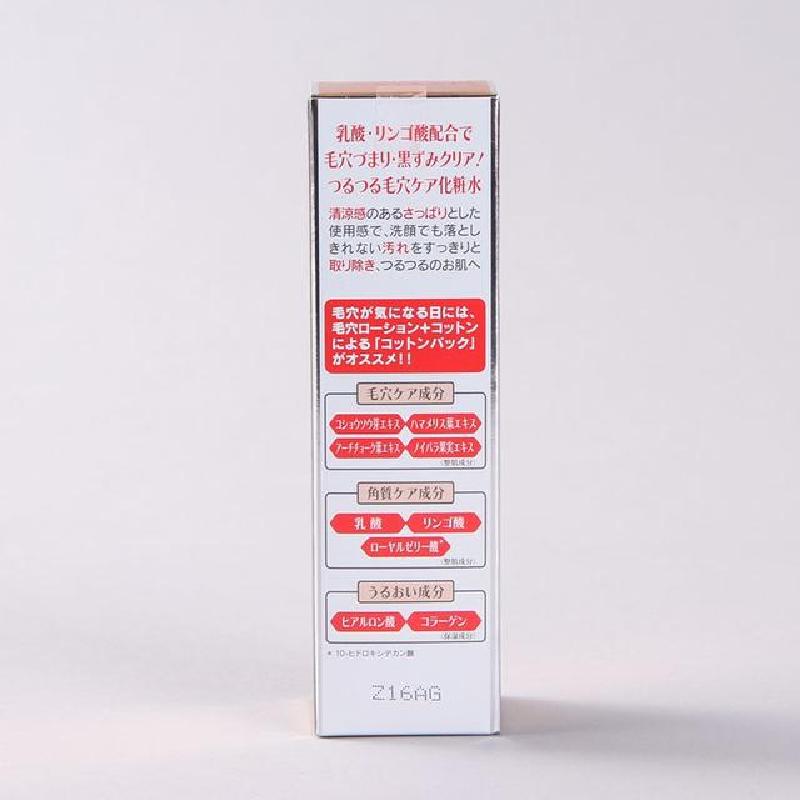 乳酸・リンゴ酸配合で
毛穴づまり・黒ずみクリア!
つるつる毛穴ケア化粧水
清涼感のあるさっぱりとした
使用感で、洗顔でも落とし
きれない汚れをすっきりと
取り除き、つるつるのお肌へ
毛穴が気になる日には、
毛穴ローション+コットン
による「コットンパック」
がオススメ!!
毛穴ケア成分
ハマメリス葉エキス
アーチチョーク葉エキス ノイバラ果実エキス
(整肌成分)
角質ケア成分
乳酸 リンゴ酸
ローヤルゼリー酸*
(整肌成分)
うるおい成分
ヒアルロン酸 コラーゲン
(保湿成分)
* 10-ヒドロキシデカン酸
Z16AG